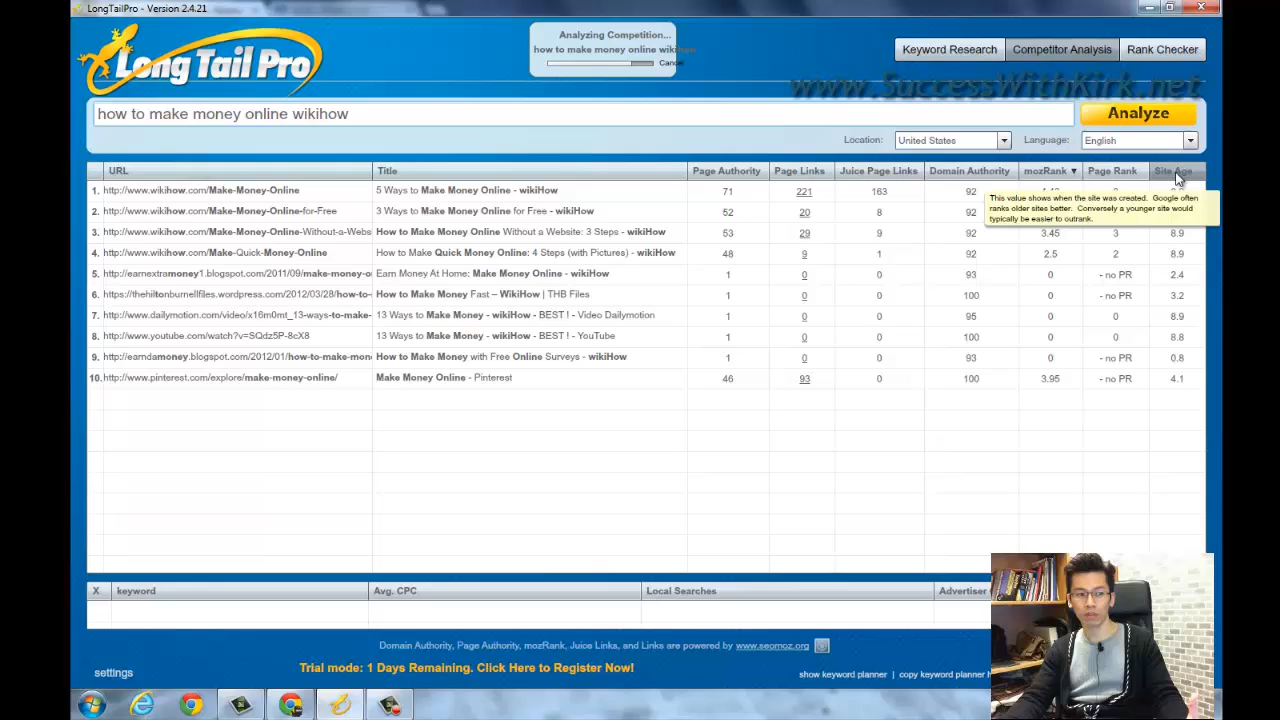 LongTailPro - Version 2.4.21
Long Tail Pro
Analyzing Competition...
how to make money online wikihow
Cancel
Keyword Research
Competitor Analysis
Rank Checker
www.SuccessWithKirk.net
how to make money online wikihow
Analyze
Location: United States Language: English
URL Title Page Authority Page Links Juice Page Links Domain Authority mozRank ▼ Page Rank Site Age
1. http://www.wikihow.com/Make-Money-Online 5 Ways to Make Money Online - wikiHow 71 221 163 92
2. http://www.wikihow.com/Make-Money-Online-for-Free 3 Ways to Make Money Online for Free - wikiHow 52 20 8 92
This value shows when the site was created. Google often
ranks older sites better. Conversely a younger site would
typically be easier to outrank.
3. http://www.wikihow.com/Make-Money-Online-Without-a-Webs How to Make Money Online Without a Website: 3 Steps - wikiHow 53 29 9 92 3.45 3 8.9
4. http://www.wikihow.com/Make-Quick-Money-Online How to Make Quick Money Online: 4 Steps (with Pictures) - wikiHow 48 9 1 92 2.5 2 8.9
5. http://earnextramoney1.blogspot.com/2011/09/make-money-o Earn Money At Home: Make Money Online - wikiHow 1 0 0 93 0 - no PR 2.4
6. https://thehiltonburnellfiles.wordpress.com/2012/03/28/how-to- How to Make Money Fast – WikiHow | THB Files 1 0 0 100 0 - no PR 3.2
7. http://www.dailymotion.com/video/x16m0mt_13-ways-to-make- 13 Ways to Make Money - wikiHow - BEST ! - Video Dailymotion 1 0 0 95 0 - no PR 8.9
8. http://www.youtube.com/watch?v=SQdz5P-8cX8 13 Ways to Make Money - wikiHow - BEST ! - YouTube 1 0 0 100 0 - no PR 8.8
9. http://earndamoney.blogspot.com/2012/01/how-to-make-mone How to Make Money with Free Online Surveys - wikiHow 1 0 0 93 0 - no PR 0.8
10. http://www.pinterest.com/explore/make-money-online/ Make Money Online - Pinterest 46 93 0 100 3.95 - no PR 4.1
X keyword Avg. CPC Local Searches Advertiser
Domain Authority, Page Authority, mozRank, Juice Links, and Links are powered by www.seomoz.org
settings
Trial mode: 1 Days Remaining. Click Here to Register Now!
show keyword planner | copy keyword planner